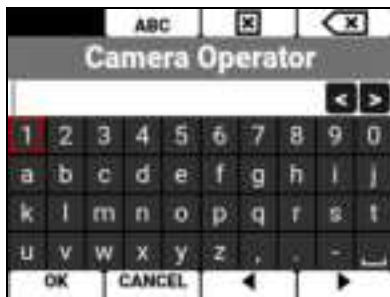 ABC
Camera Operator
< >
1 2 3 4 5 6 7 8 9 0
a b c d e f g h i j
k l m n o p q r s t
u v w x y z , . -
OK CANCEL